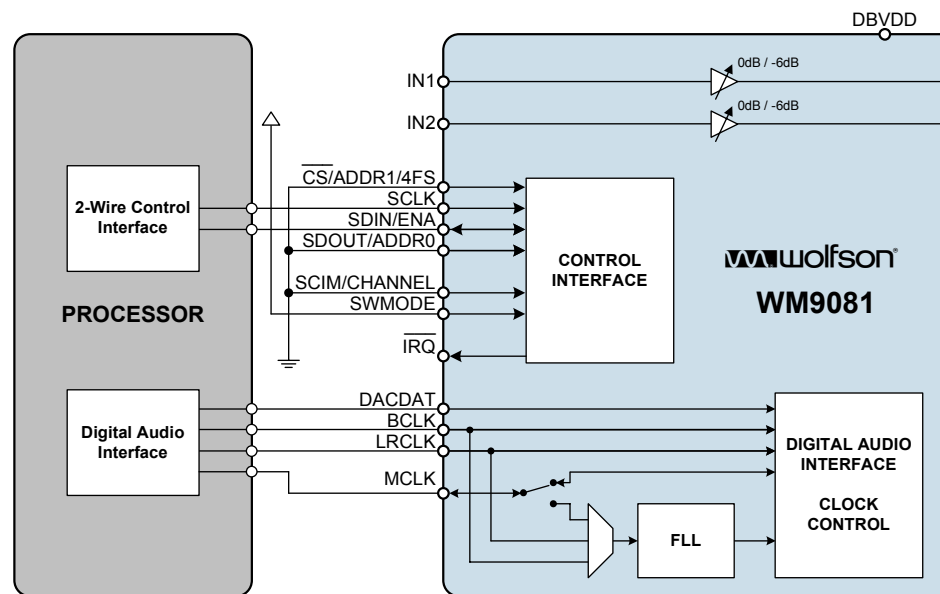 DBVDD
IN1
0dB / -6dB
IN2
0dB / -6dB
CS/ADDR1/4FS
SCLK
SDIN/ENA
SDOUT/ADDR0
SCIM/CHANNEL
SWMODE
IRQ
2-Wire Control
Interface
PROCESSOR
CONTROL
INTERFACE
wolfson
WM9081
DACDAT
BCLK
LRCLK
MCLK
Digital Audio
Interface
DIGITAL AUDIO
INTERFACE
CLOCK
CONTROL
FLL